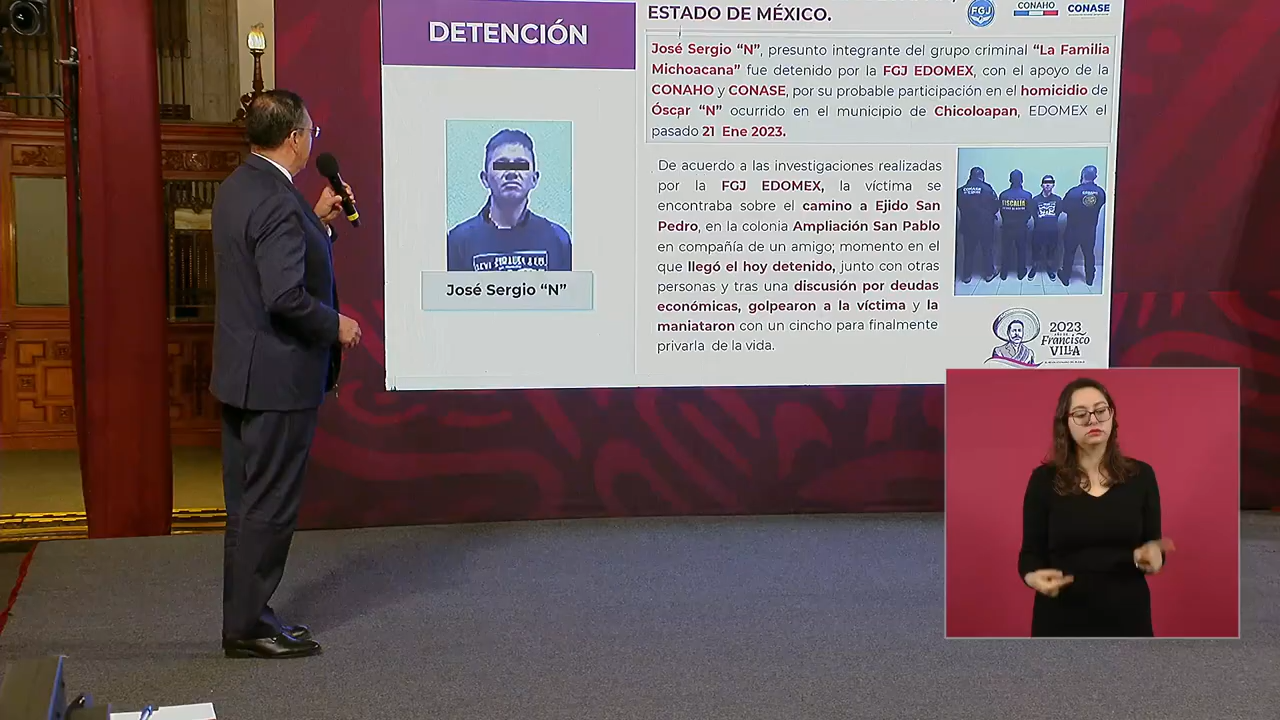 DETENCIÓN
ESTADO DE MÉXICO.
FGJ
CONAHO
CONASE
José Sergio “N”, presunto integrante del grupo criminal “La Familia
Michoacana” fue detenido por la FGJ EDOMEX, con el apoyo de la
CONAHO y CONASE, por su probable participación en el homicidio de
Óscar “N” ocurrido en el municipio de Chicoloapan, EDOMEX el
pasado 21 Ene 2023.
De acuerdo a las investigaciones realizadas
por la FGJ EDOMEX, la víctima se
encontraba sobre el camino a Ejido San
Pedro, en la colonia Ampliación San Pablo
en compañía de un amigo; momento en el
que llegó el hoy detenido, junto con otras
personas y tras una discusión por deudas
económicas, golpearon a la víctima y la
maniataron con un cincho para finalmente
privarla de la vida.
José Sergio “N”
FISCALÍA
2023
Francisco
VILLA